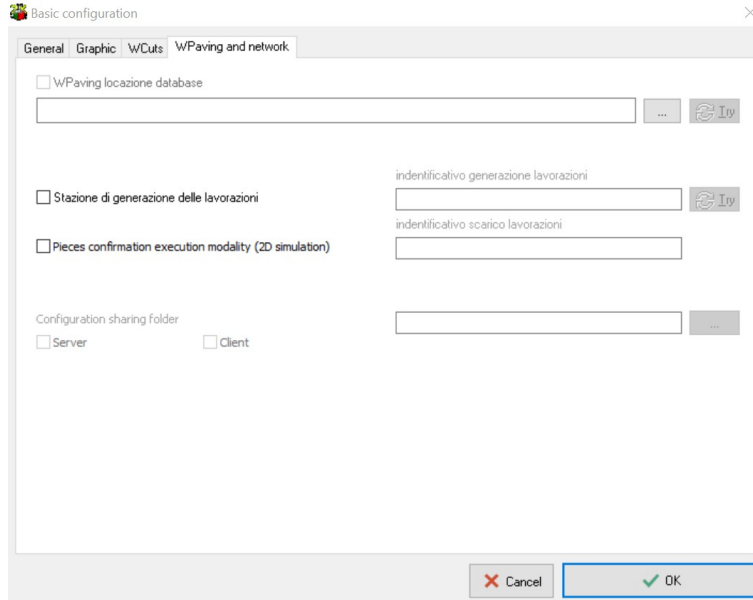 Basic configuration
General Graphic WCuts WPaving and network
WPaving locazione database
... Try
indentificativo generazione lavorazioni
Stazione di generazione delle lavorazioni
Try
indentificativo scarico lavorazioni
Pieces confirmation execution modality (2D simulation)
Configuration sharing folder
...
Server Client
Cancel OK